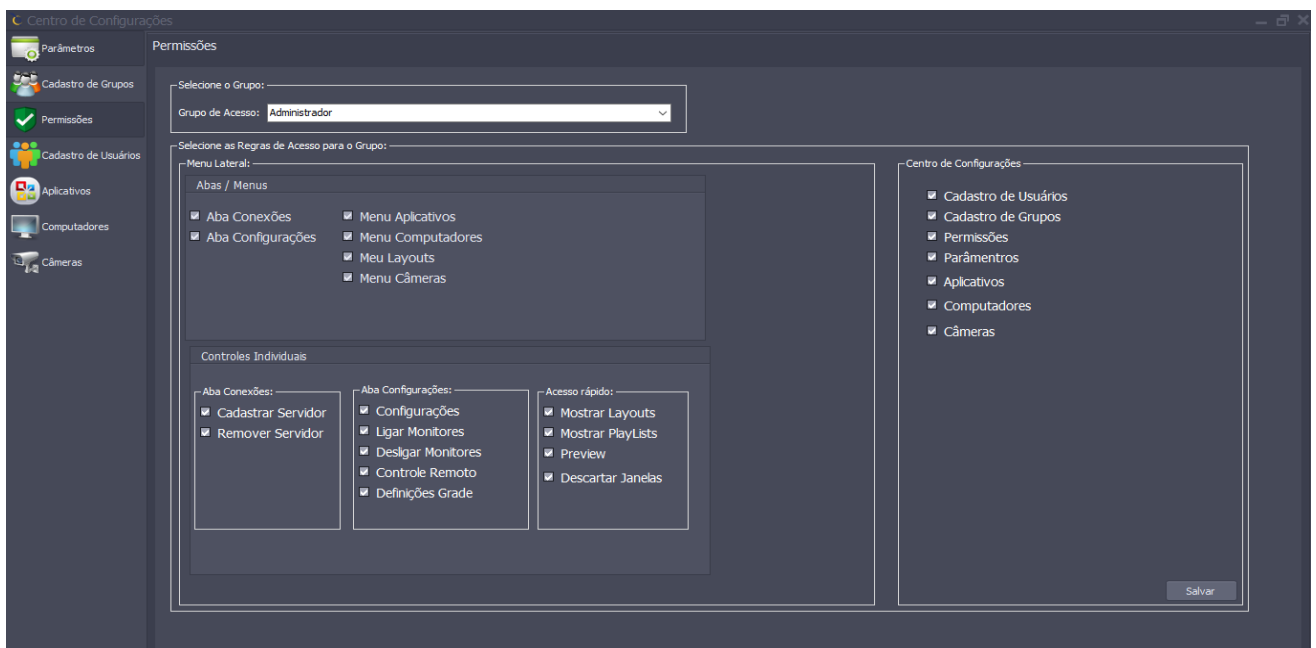 Centro de Configurações
Parâmetros
Cadastro de Grupos
Permissões
Cadastro de Usuários
Aplicativos
Computadores
Câmeras
Permissões
Selecione o Grupo:
Grupo de Acesso: Administrador
Selecione as Regras de Acesso para o Grupo:
Menu Lateral:
Abas / Menus
Aba Conexões
Aba Configurações
Menu Aplicativos
Menu Computadores
Meu Layouts
Menu Câmeras
Controles Individuais
Aba Conexões:
Cadastrar Servidor
Remover Servidor
Aba Configurações:
Configurações
Ligar Monitores
Desligar Monitores
Controle Remoto
Definições Grade
Acesso rápido:
Mostrar Layouts
Mostrar PlayLists
Preview
Descartar Janelas
Centro de Configurações
Cadastro de Usuários
Cadastro de Grupos
Permissões
Parâmentros
Aplicativos
Computadores
Câmeras
Salvar